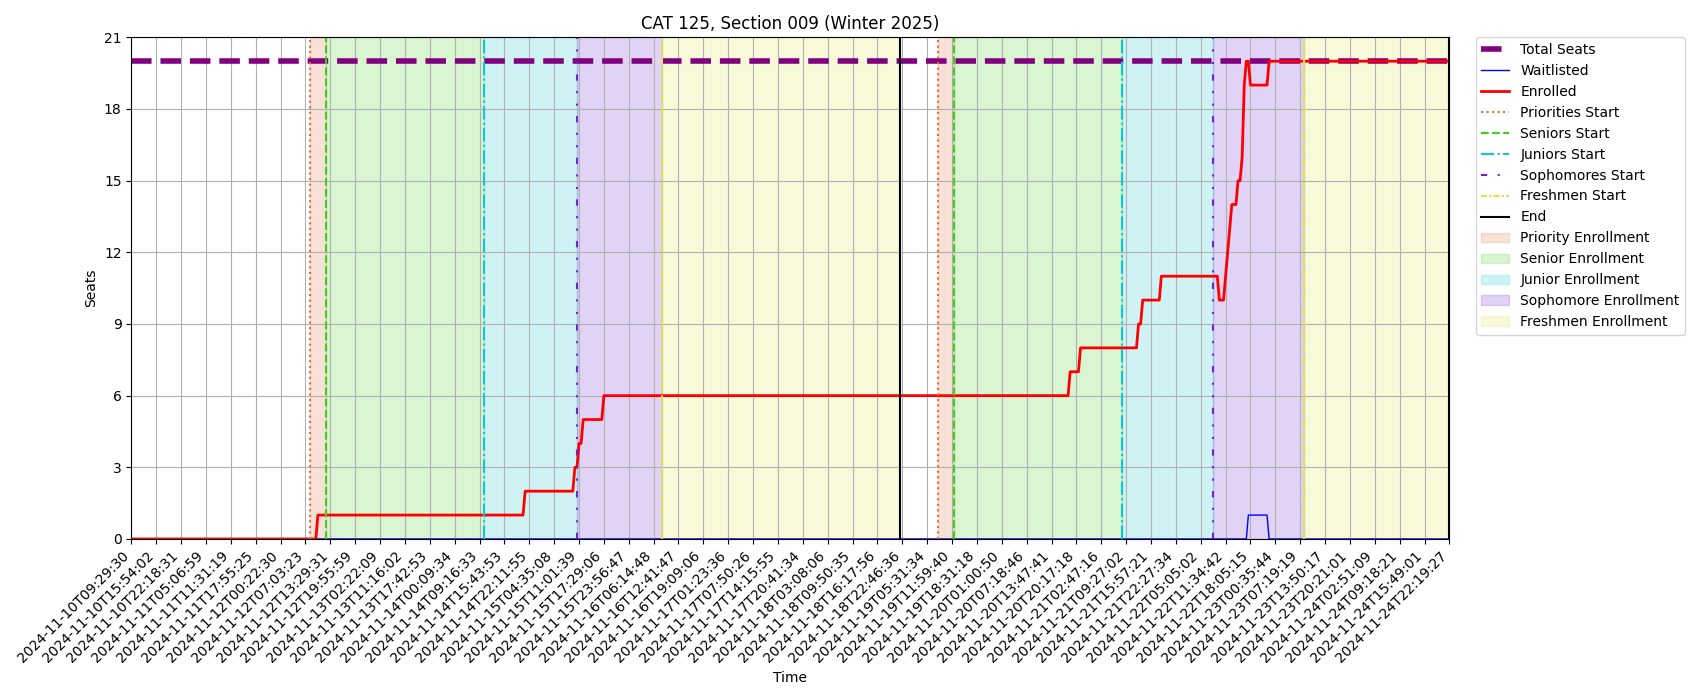 CAT 125, Section 009 (Winter 2025)
21
18
15
12
9
6
3
0
Seats
2024-11-10T09:29:30
2024-11-10T15:54:02
2024-11-10T22:18:31
2024-11-11T05:06:59
2024-11-11T11:31:19
2024-11-11T17:55:25
2024-11-12T00:22:30
2024-11-12T07:03:23
2024-11-12T13:29:31
2024-11-12T19:55:59
2024-11-13T02:22:09
2024-11-13T11:16:02
2024-11-13T17:42:53
2024-11-14T00:09:34
2024-11-14T09:16:33
2024-11-14T15:43:53
2024-11-14T22:11:55
2024-11-15T04:35:08
2024-11-15T11:01:39
2024-11-15T17:29:06
2024-11-15T23:56:47
2024-11-16T06:14:48
2024-11-16T12:41:47
2024-11-16T19:09:06
2024-11-17T01:23:36
2024-11-17T07:50:26
2024-11-17T14:15:55
2024-11-17T20:41:34
2024-11-18T03:08:06
2024-11-18T09:50:35
2024-11-18T16:17:56
2024-11-18T22:46:30
2024-11-19T05:31:34
2024-11-19T11:59:40
2024-11-19T18:31:18
2024-11-20T01:00:50
2024-11-20T07:18:46
2024-11-20T13:47:41
2024-11-20T20:17:18
2024-11-21T02:47:16
2024-11-21T09:27:02
2024-11-21T15:57:21
2024-11-21T22:27:34
2024-11-22T05:05:02
2024-11-22T11:34:42
2024-11-22T18:05:15
2024-11-23T00:35:44
2024-11-23T07:19:19
2024-11-23T13:50:17
2024-11-23T20:21:01
2024-11-24T02:51:09
2024-11-24T09:18:21
2024-11-24T15:49:01
2024-11-24T22:19:27
Time
Total Seats
Waitlisted
Enrolled
Priorities Start
Seniors Start
Juniors Start
Sophomores Start
Freshmen Start
End
Priority Enrollment
Senior Enrollment
Junior Enrollment
Sophomore Enrollment
Freshmen Enrollment